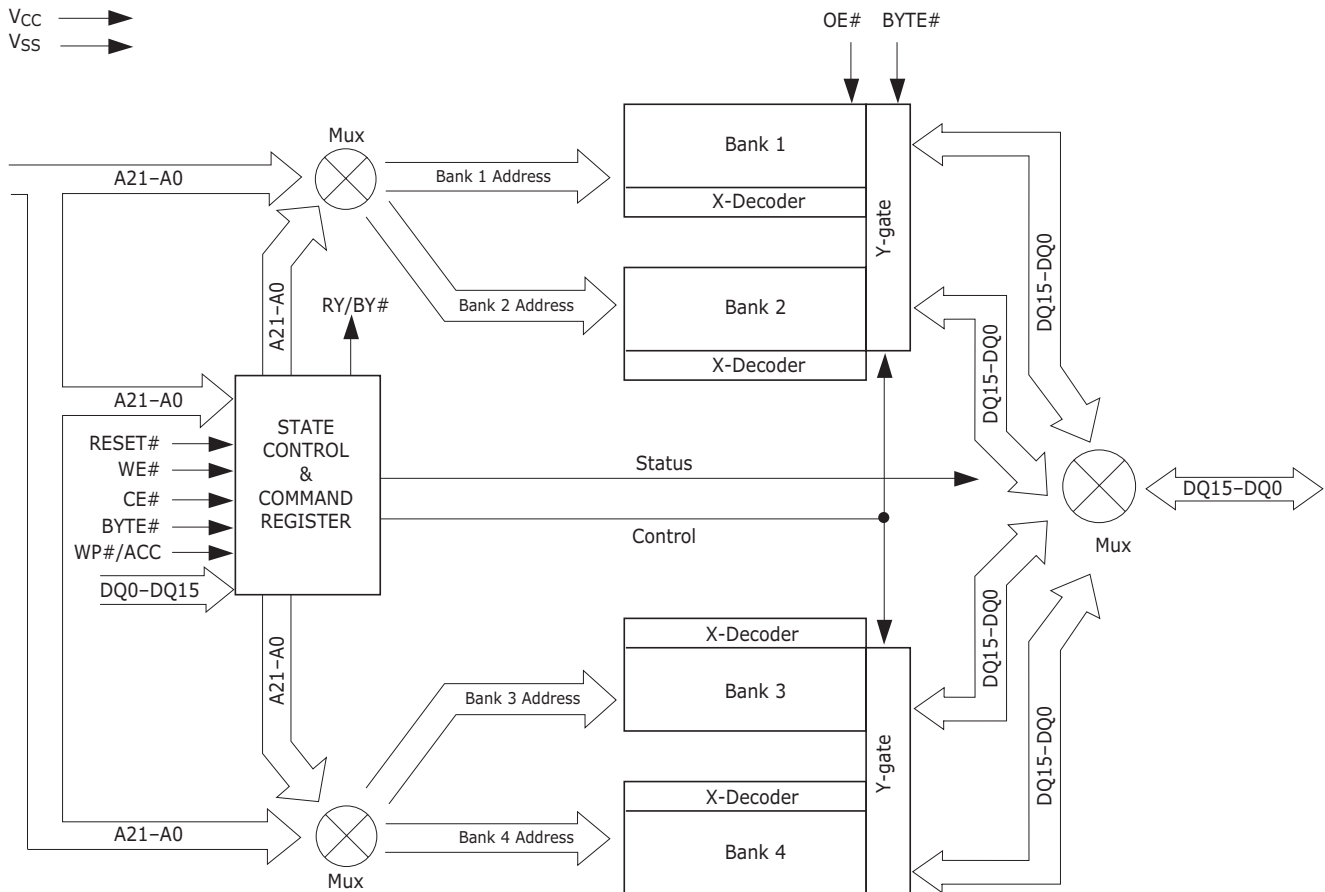 VCC
VSS
OE# BYTE#
Mux
Bank 1
A21–A0
Bank 1 Address
X-Decoder
Y-gate
DQ15–DQ0
A21–A0
RY/BY#
Bank 2 Address
Bank 2
X-Decoder
DQ15–DQ0
A21–A0
STATE
CONTROL
&
COMMAND
REGISTER
RESET#
WE#
CE#
BYTE#
WP#/ACC
DQ0–DQ15
Status
Control
DQ15–DQ0
Mux
A21–A0
X-Decoder
Bank 3 Address
Bank 3
Y-gate
DQ15–DQ0
DQ15–DQ0
X-Decoder
A21–A0
Bank 4 Address
Bank 4
Mux